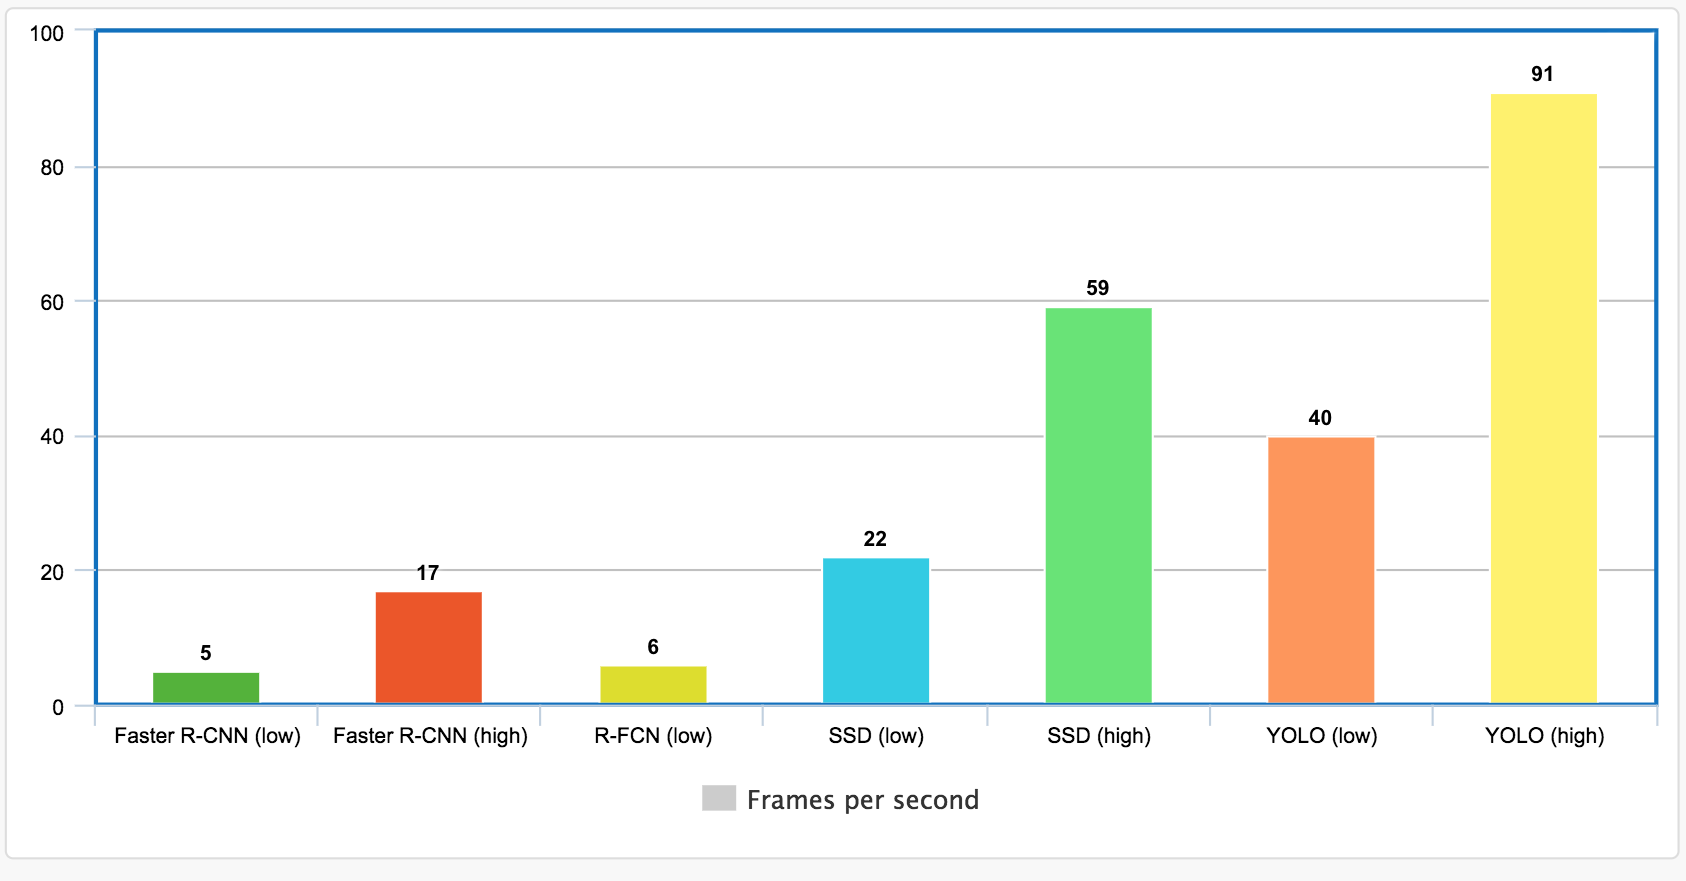 100
80
60
40
20
0
5
17
6
22
59
40
91
Faster R-CNN (low)
Faster R-CNN (high)
R-FCN (low)
SSD (low)
SSD (high)
YOLO (low)
YOLO (high)
Frames per second